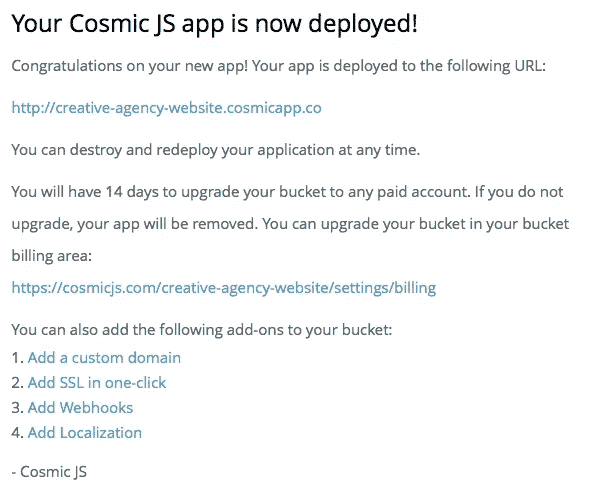 Your Cosmic JS app is now deployed!
Congratulations on your new app! Your app is deployed to the following URL:
http://creative-agency-website.cosmicapp.co
You can destroy and redeploy your application at any time.
You will have 14 days to upgrade your bucket to any paid account. If you do not
upgrade, your app will be removed. You can upgrade your bucket in your bucket
billing area:
https://cosmicjs.com/creative-agency-website/settings/billing
You can also add the following add-ons to your bucket:
1. Add a custom domain
2. Add SSL in one-click
3. Add Webhooks
4. Add Localization
- Cosmic JS